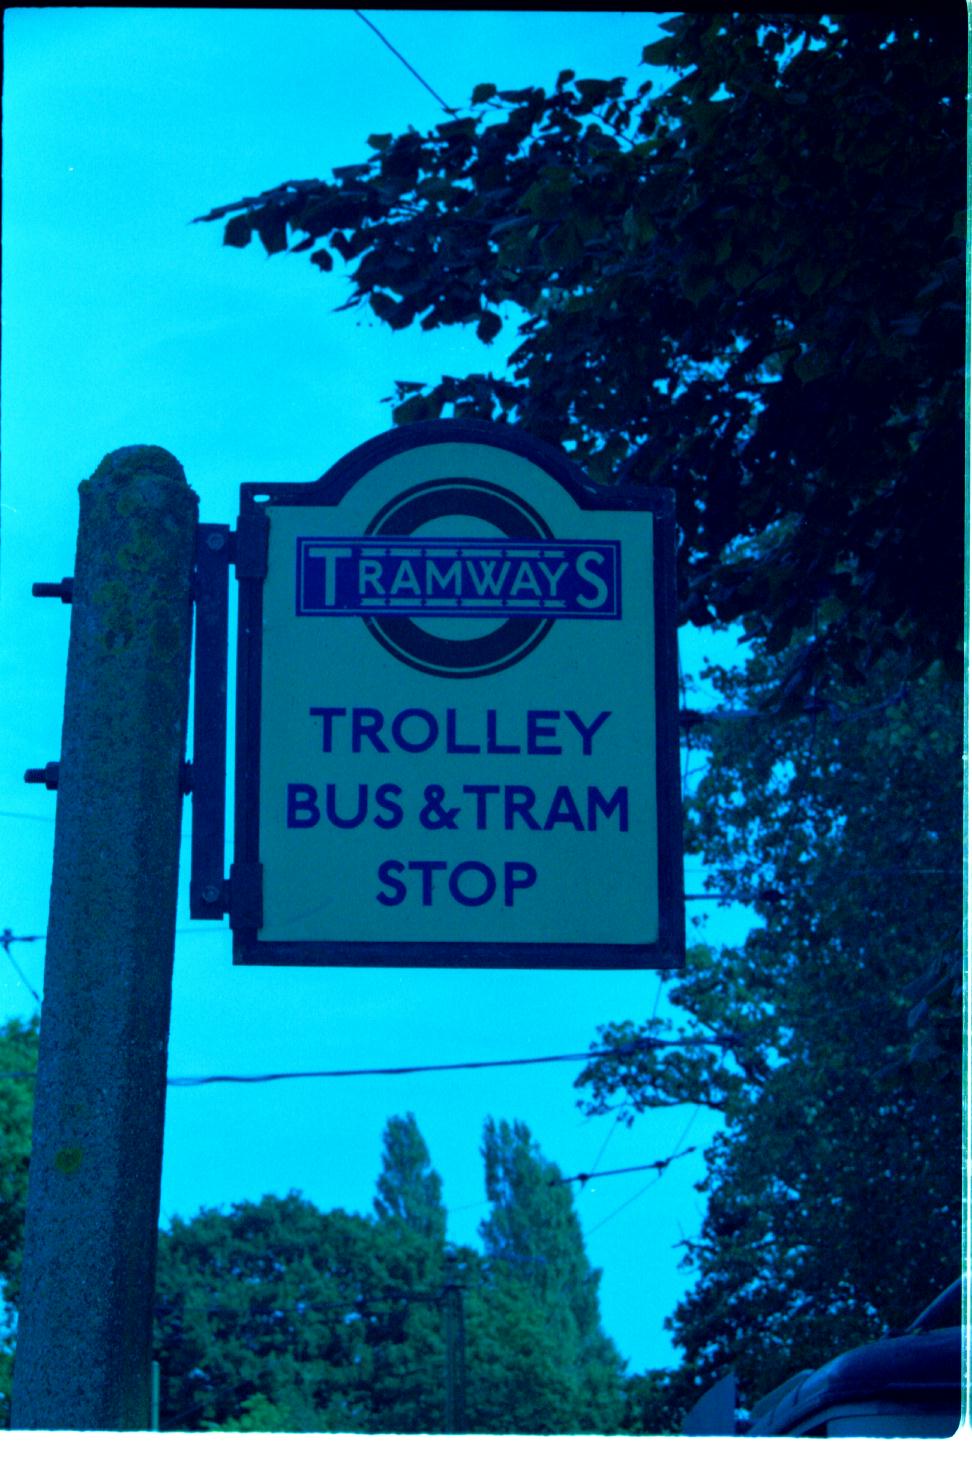 TRAMWAYS
TROLLEY
BUS & TRAM
STOP